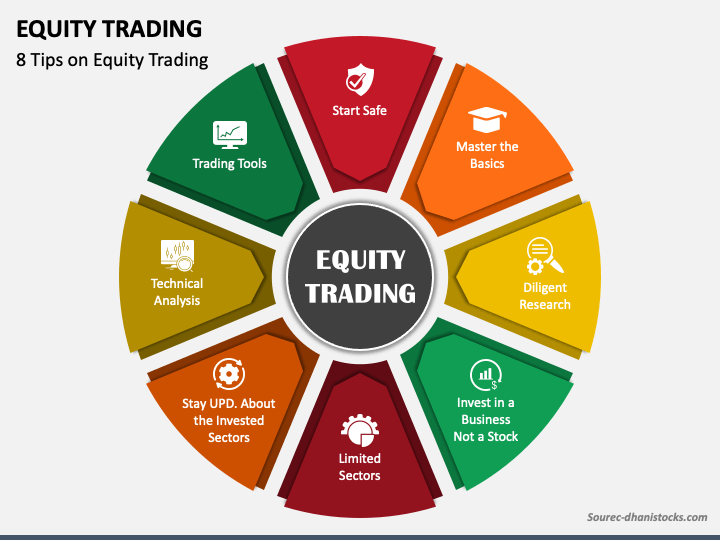 EQUITY TRADING
8 Tips on Equity Trading
Start Safe
Master the
Basics
Diligent
Research
Invest in a
Business
Not a Stock
Limited
Sectors
Stay UPD. About
the Invested
Sectors
Technical
Analysis
Trading Tools
EQUITY
TRADING
$
Sourec-dhanistocks.com